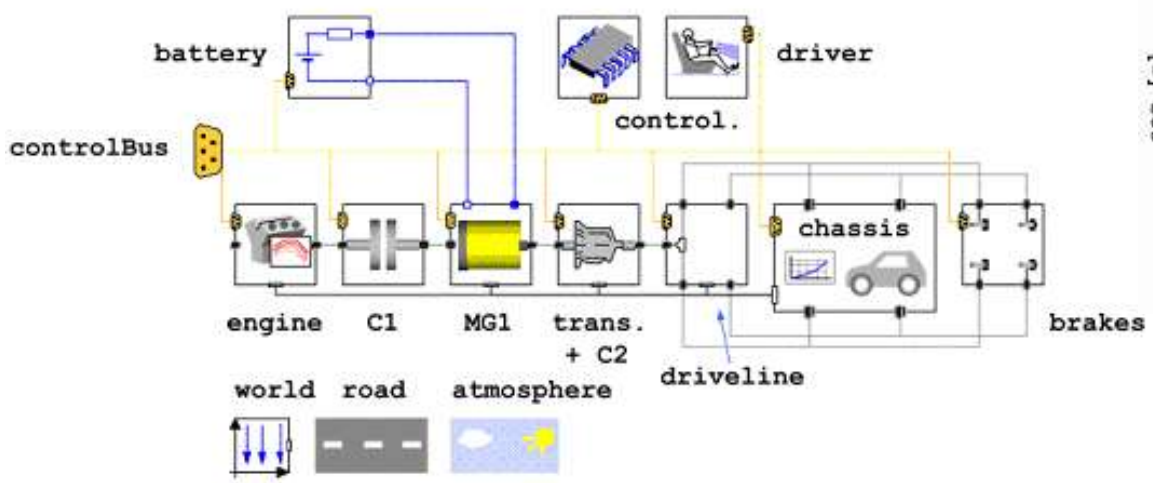 battery
driver
control.
controlBus
chassis
engine
C1
MG1
trans.
+ C2
brakes
driveline
world
road
atmosphere